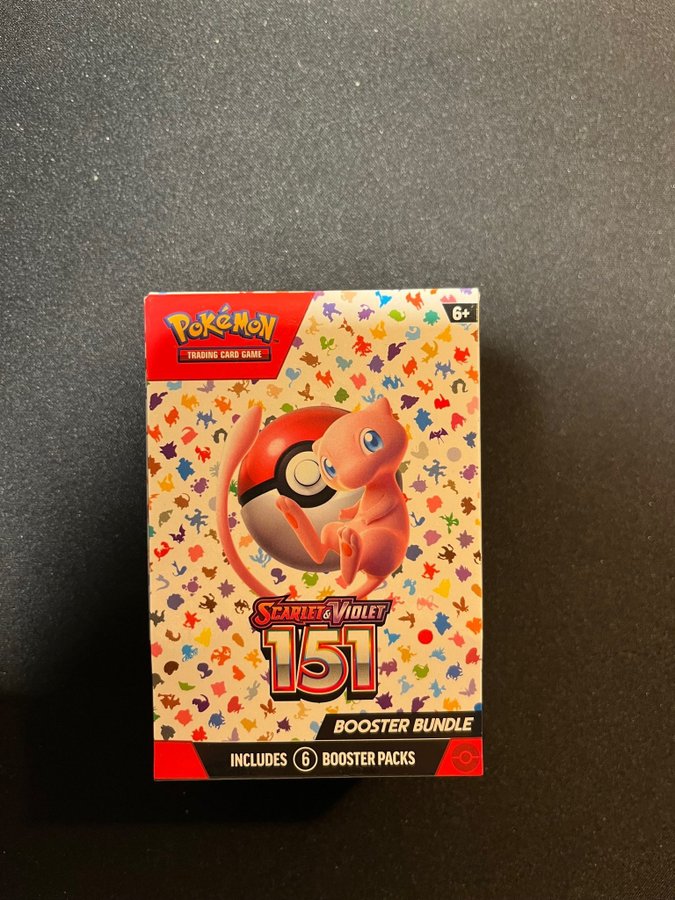 POKéMON
TRADING CARD GAME
6+
SCARLET & VIOLET
151
BOOSTER BUNDLE
INCLUDES 6 BOOSTER PACKS